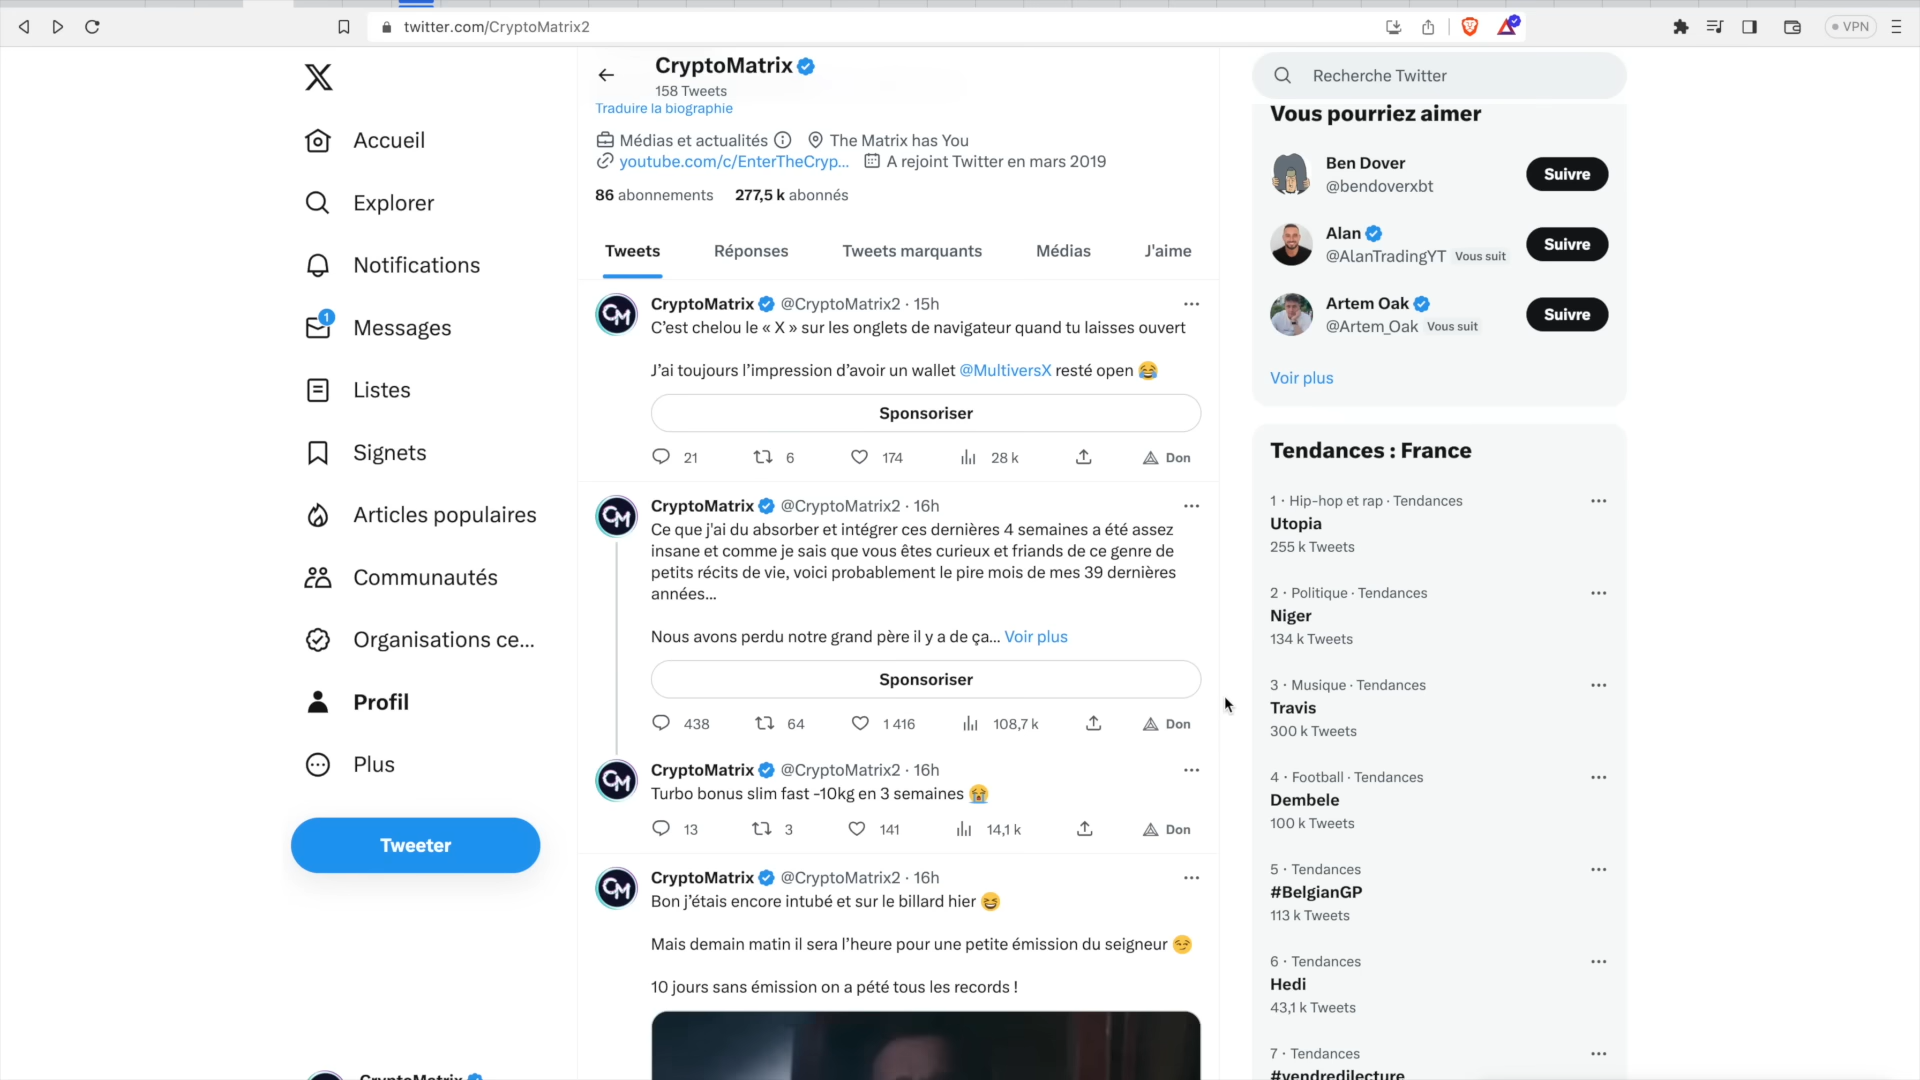 twitter.com/CryptoMatrix2
VPN
Accueil
Explorer
Notifications
1
Messages
Listes
Signets
Articles populaires
Communautés
Organisations ce...
Profil
Plus
Tweeter
CryptoMatrix
CryptoMatrix
158 Tweets
Traduire la biographie
Médias et actualités The Matrix has You
youtube.com/c/EnterTheCryp... A rejoint Twitter en mars 2019
86 abonnements 277,5 k abonnés
Tweets Réponses Tweets marquants Médias J'aime
CM
CryptoMatrix @CryptoMatrix2 · 15h
C’est chelou le « X » sur les onglets de navigateur quand tu laisses ouvert
J’ai toujours l’impression d’avoir un wallet @MultiversX resté open 😂
Sponsoriser
21 6 174 28 k Don
CM
CryptoMatrix @CryptoMatrix2 · 16h
Ce que j'ai du absorber et intégrer ces dernières 4 semaines a été assez
insane et comme je sais que vous êtes curieux et friands de ce genre de
petits récits de vie, voici probablement le pire mois de mes 39 dernières
années...
Nous avons perdu notre grand père il y a de ça... Voir plus
Sponsoriser
438 64 1 416 108,7 k Don
CM
CryptoMatrix @CryptoMatrix2 · 16h
Turbo bonus slim fast -10kg en 3 semaines 😭
13 3 141 14,1 k Don
CM
CryptoMatrix @CryptoMatrix2 · 16h
Bon j’étais encore intubé et sur le billard hier 😆
Mais demain matin il sera l’heure pour une petite émission du seigneur 😏
10 jours sans émission on a pété tous les records !
Recherche Twitter
Vous pourriez aimer
Ben Dover
@bendoverxbt
Suivre
Alan
@AlanTradingYT Vous suit
Suivre
Artem Oak
@Artem_Oak Vous suit
Suivre
Voir plus
Tendances : France
1 · Hip-hop et rap · Tendances
Utopia
255 k Tweets
2 · Politique · Tendances
Niger
134 k Tweets
3 · Musique · Tendances
Travis
300 k Tweets
4 · Football · Tendances
Dembele
100 k Tweets
5 · Tendances
#BelgianGP
113 k Tweets
6 · Tendances
Hedi
43,1 k Tweets
7 · Tendances
#vendredilecture